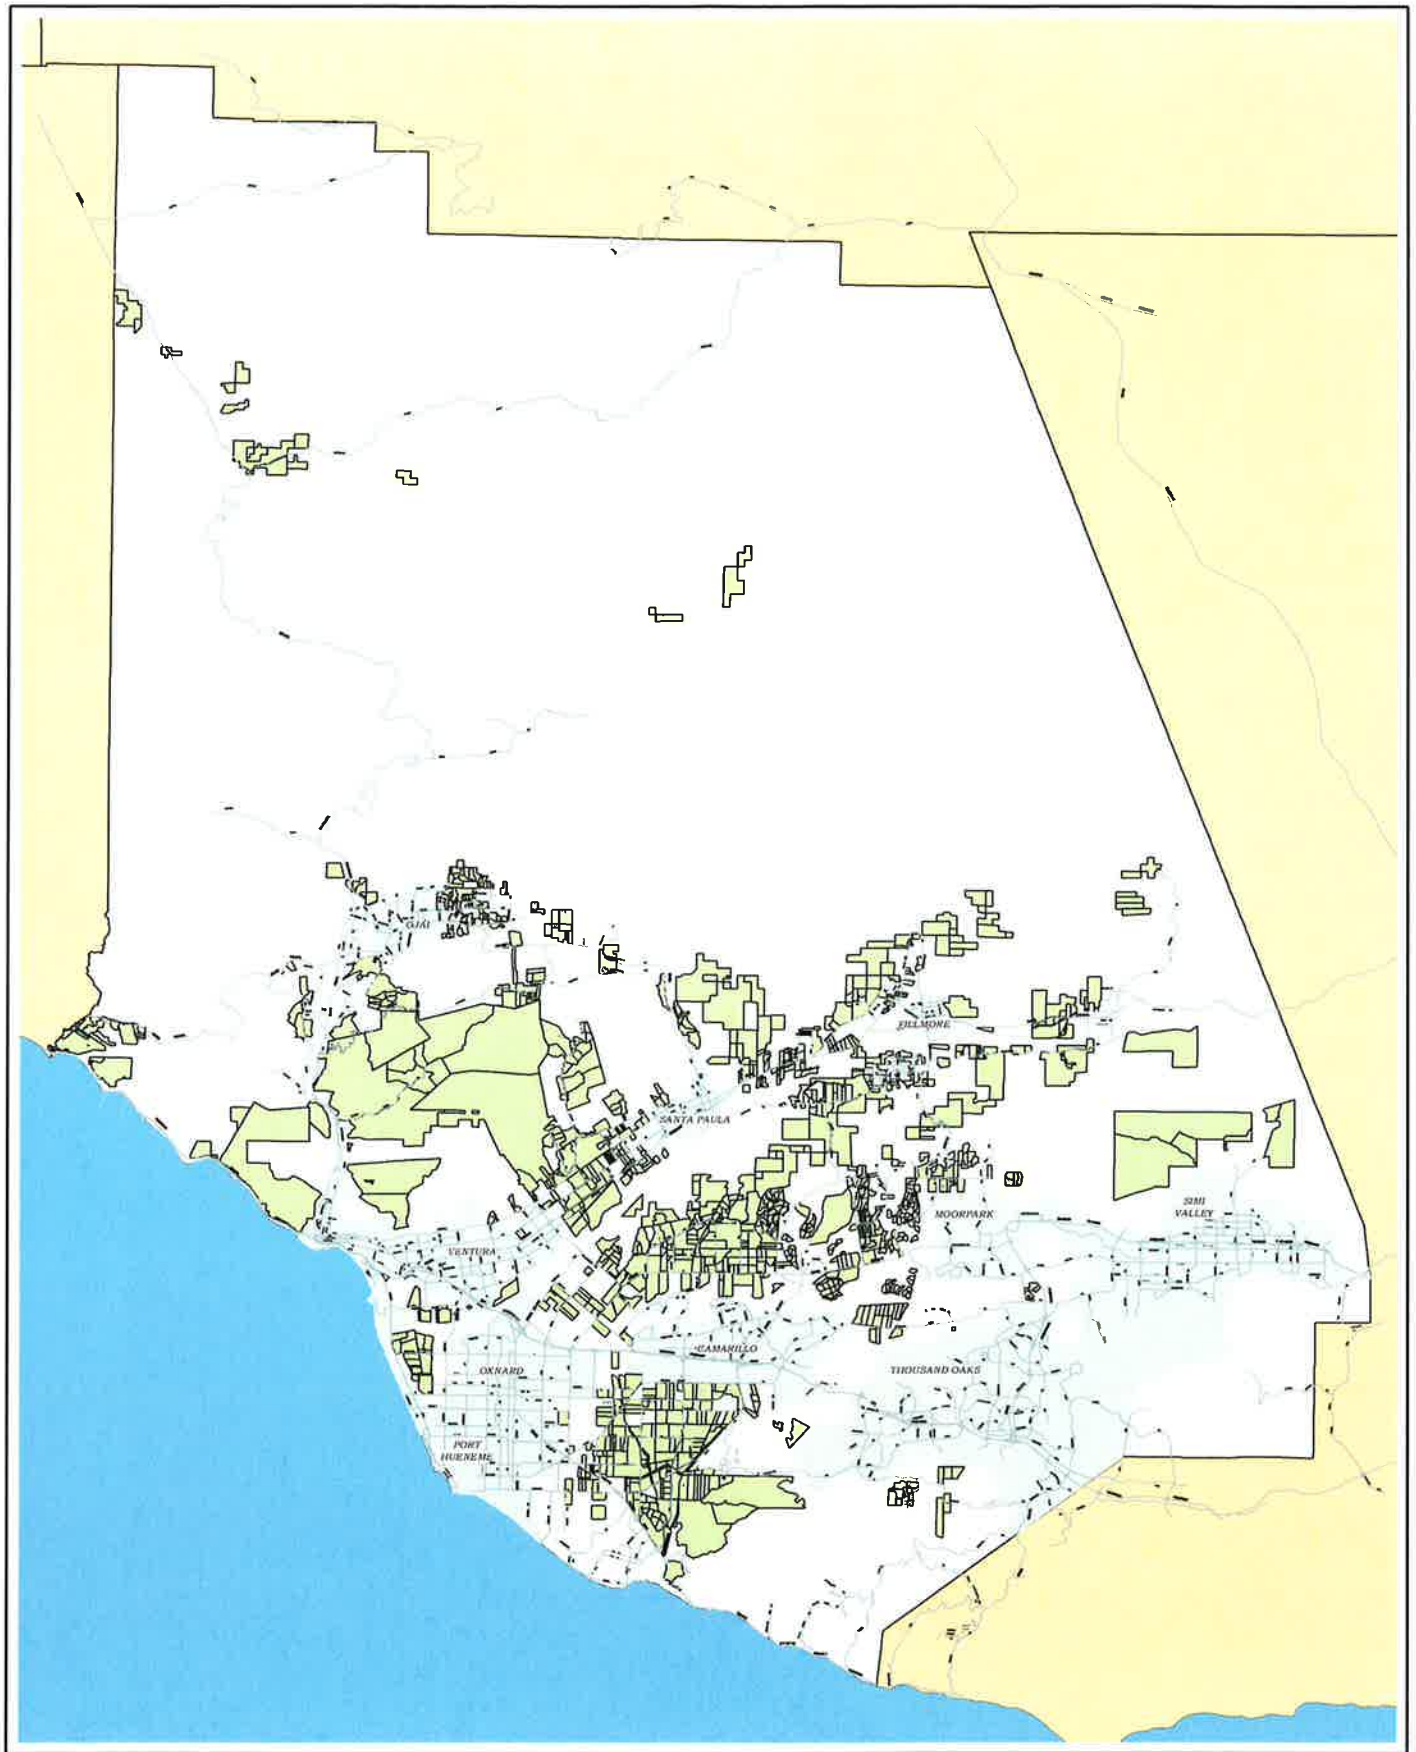 OJAI
FILLMORE
SANTA PAULA
SIMI
VALLEY
MOORPARK
VENTURA
CAMARILLO
OXNARD
THOUSAND OAKS
PORT
HUENEME